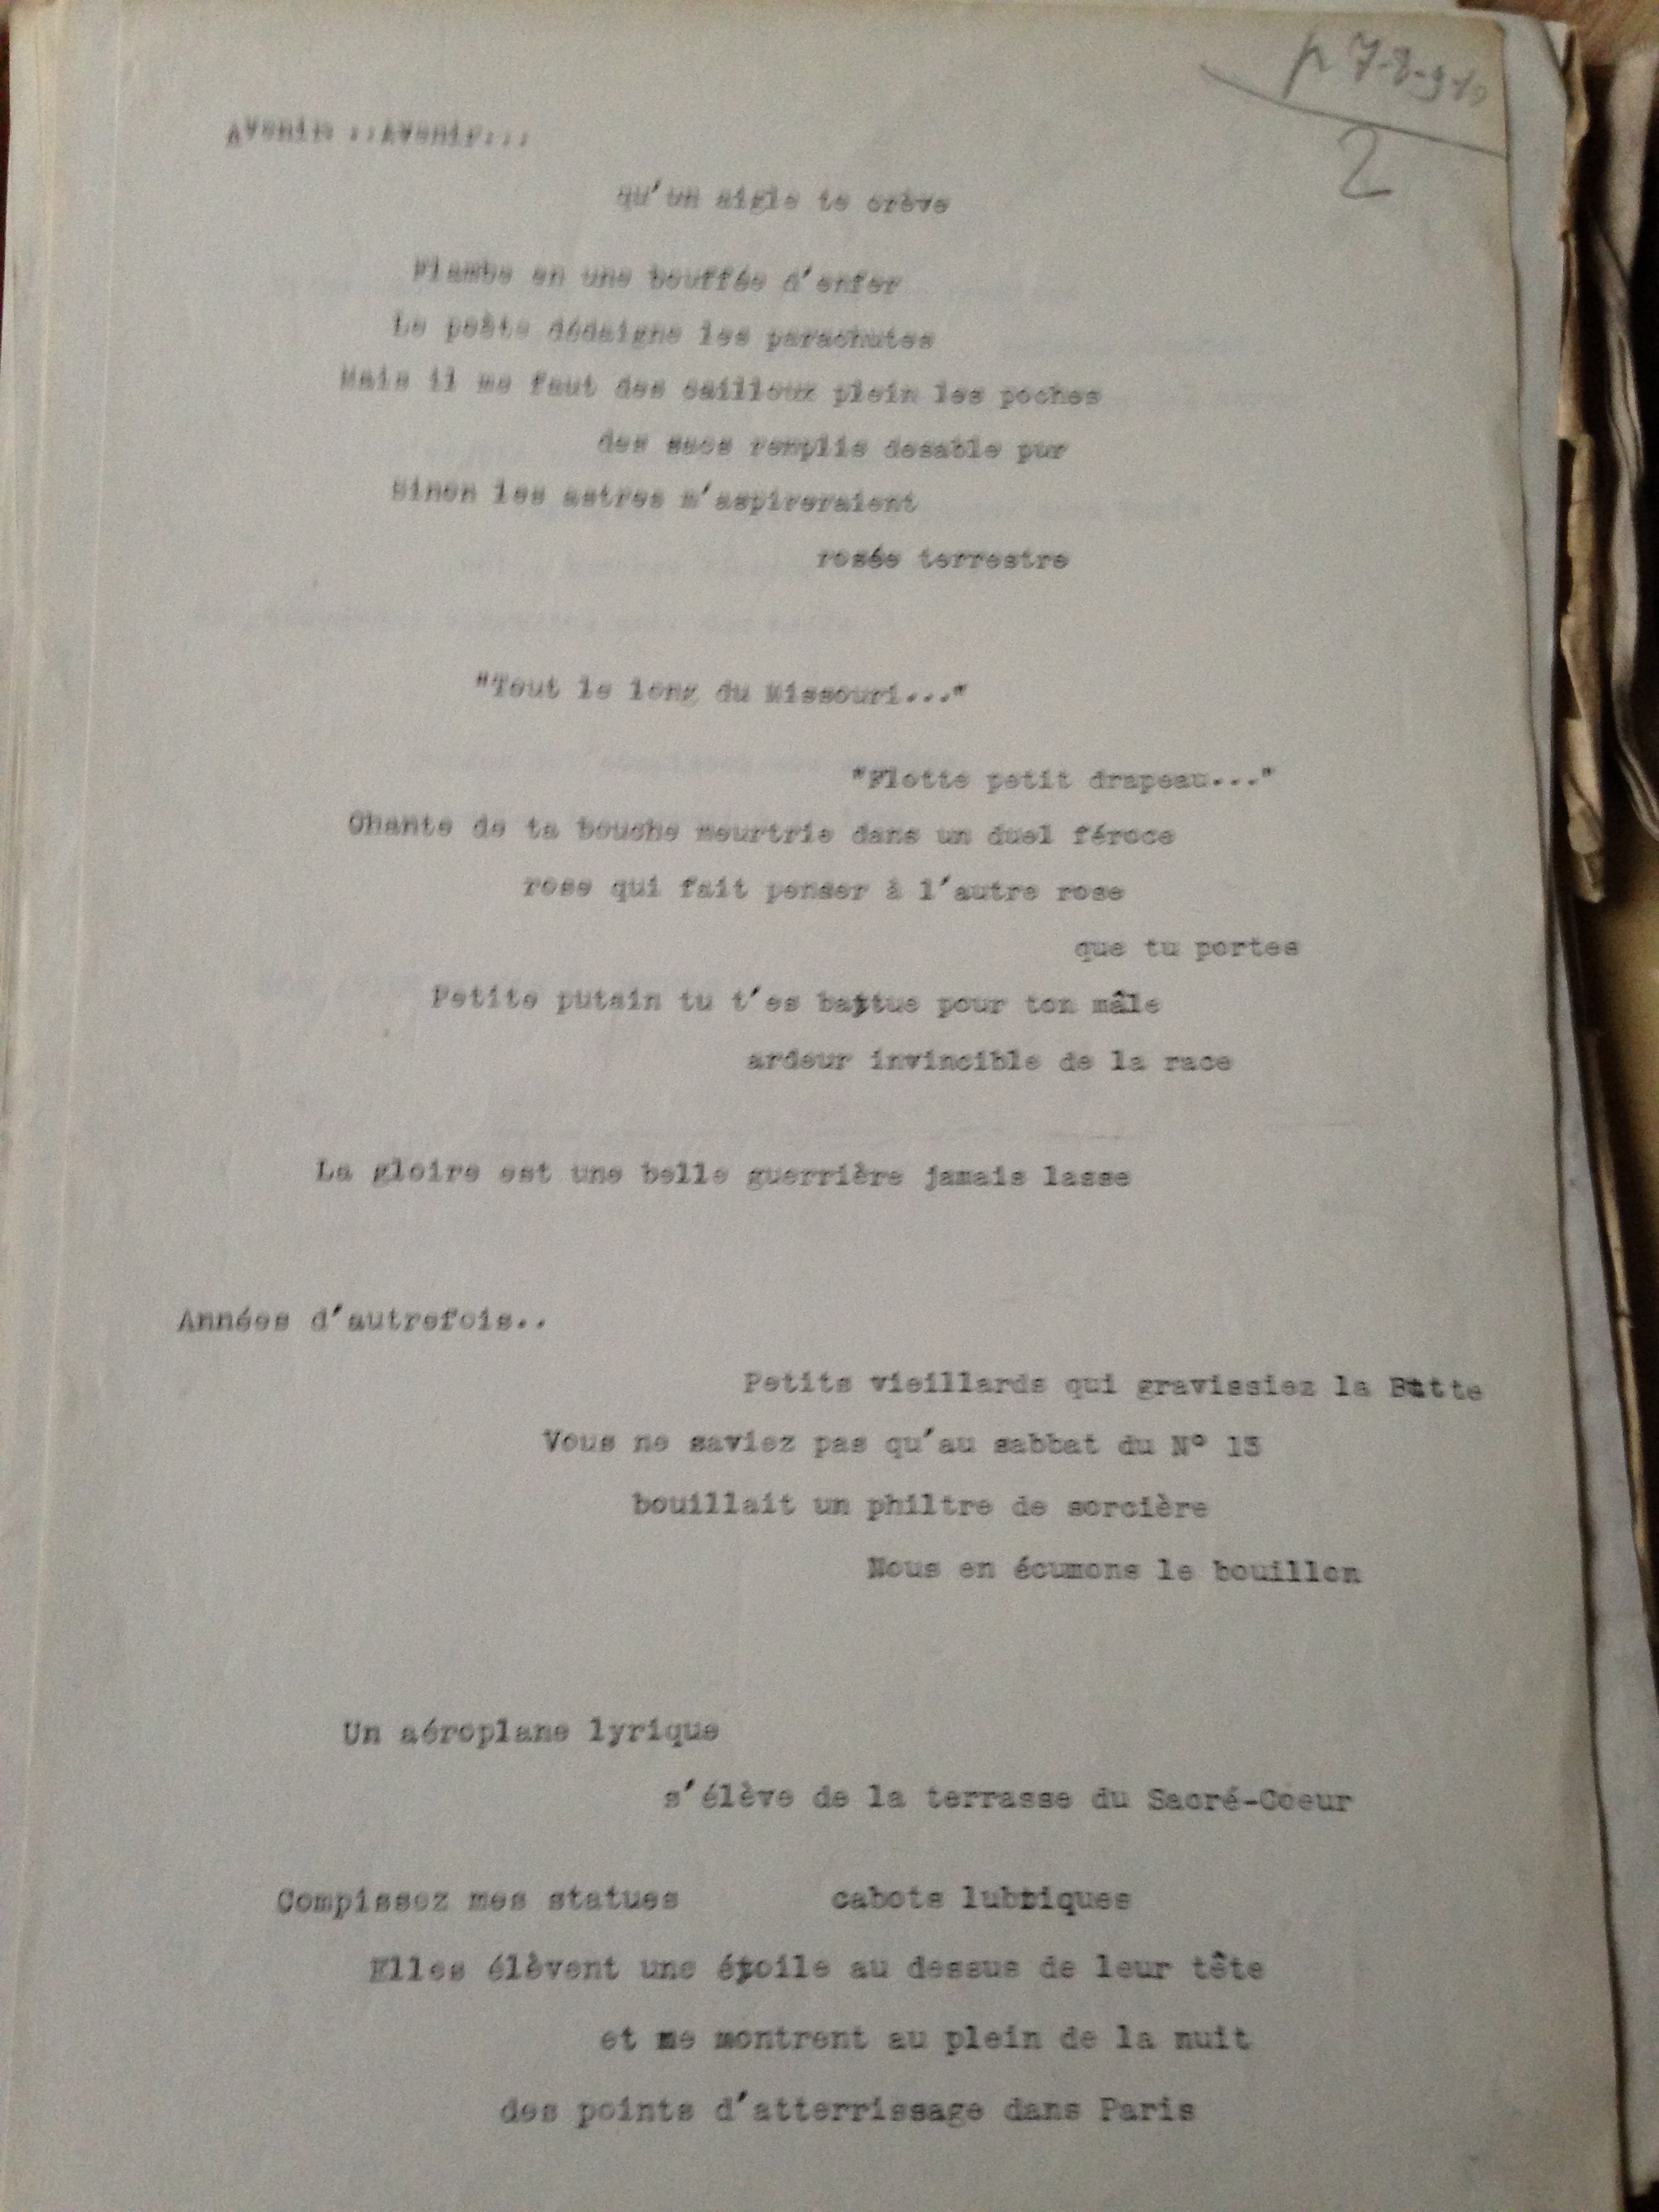 p 7-8-9-10
2
Avenir...Avenir....
qu'un aigle te crève
Flambe en une bouffée d'enfer
Le poète dédaigne les parachutes
Mais il me faut des cailloux plein les poches
des sacs remplis desable pur
Sinon les astres m'aspireraient
rosée terrestre
"Tout le long du Missouri..."
"Flotte petit drapeau...."
Chante de ta bouche meurtrie dans un duel féroce
rose qui fait penser à l'autre rose
que tu portes
Petite putain tu t'es battue pour ton mâle
ardeur invincible de la race
La gloire est une belle guerrière jamais lasse
Années d'autrefois..
Petits vieillards qui gravissiez la Butte
Vous ne saviez pas qu'au sabbat du N° 13
bouillait un philtre de sorcière
Nous en écumons le bouillon
Un aéroplane lyrique
s'élève de la terrasse du Sacré-Coeur
Compissez mes statues cabots lubriques
Elles élèvent une étoile au dessus de leur tête
et me montrent au plein de la nuit
des points d'atterrissage dans Paris